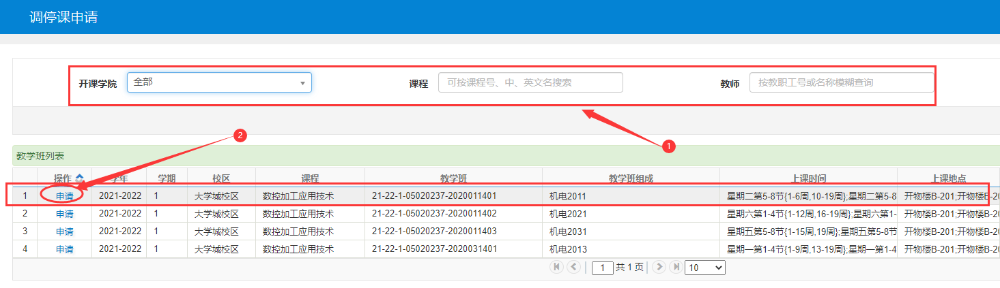 调停课申请
开课学院 全部 课程 可按课程号、中、英文名搜索 教师 按教职工号或名称模糊查询
2
1
教学班列表
操作 学年 学期 校区 课程 教学班 教学班组成 上课时间 上课地点
1 申请 2021-2022 1 大学城校区 数控加工应用技术 21-22-1-05020237-2020011401 机电2011 星期二第5-8节{1-6周,10-19周};星期二第5-8 开物楼B-201;开物楼B-20
2 申请 2021-2022 1 大学城校区 数控加工应用技术 21-22-1-05020237-2020011402 机电2021 星期六第1-4节{1-12周,16-19周};星期六第1- 开物楼B-201;开物楼B-2
3 申请 2021-2022 1 大学城校区 数控加工应用技术 21-22-1-05020237-2020011403 机电2031 星期五第5-8节{1-15周,19周};星期五第5-8节 开物楼B-201;开物楼B-20
4 申请 2021-2022 1 大学城校区 数控加工应用技术 21-22-1-05020237-2020031401 机电2013 星期一第1-4节{1-9周,13-19周};星期一第1-4 开物楼B-201;开物楼B-20
1 共 1 页 10